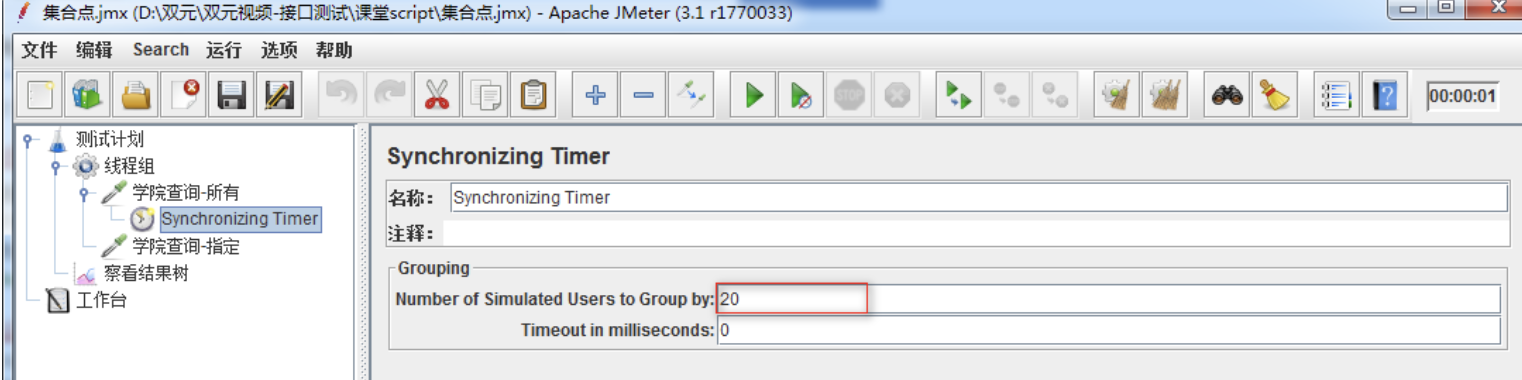 集合点.jmx (D:\双元\双元视频-接口测试\课堂script\集合点.jmx) - Apache JMeter (3.1 r1770033)
文件 编辑 Search 运行 选项 帮助
STOP
00:00:01
测试计划
线程组
学院查询-所有
Synchronizing Timer
学院查询-指定
察看结果树
工作台
Synchronizing Timer
名称: Synchronizing Timer
注释:
Grouping
Number of Simulated Users to Group by: 20
Timeout in milliseconds: 0